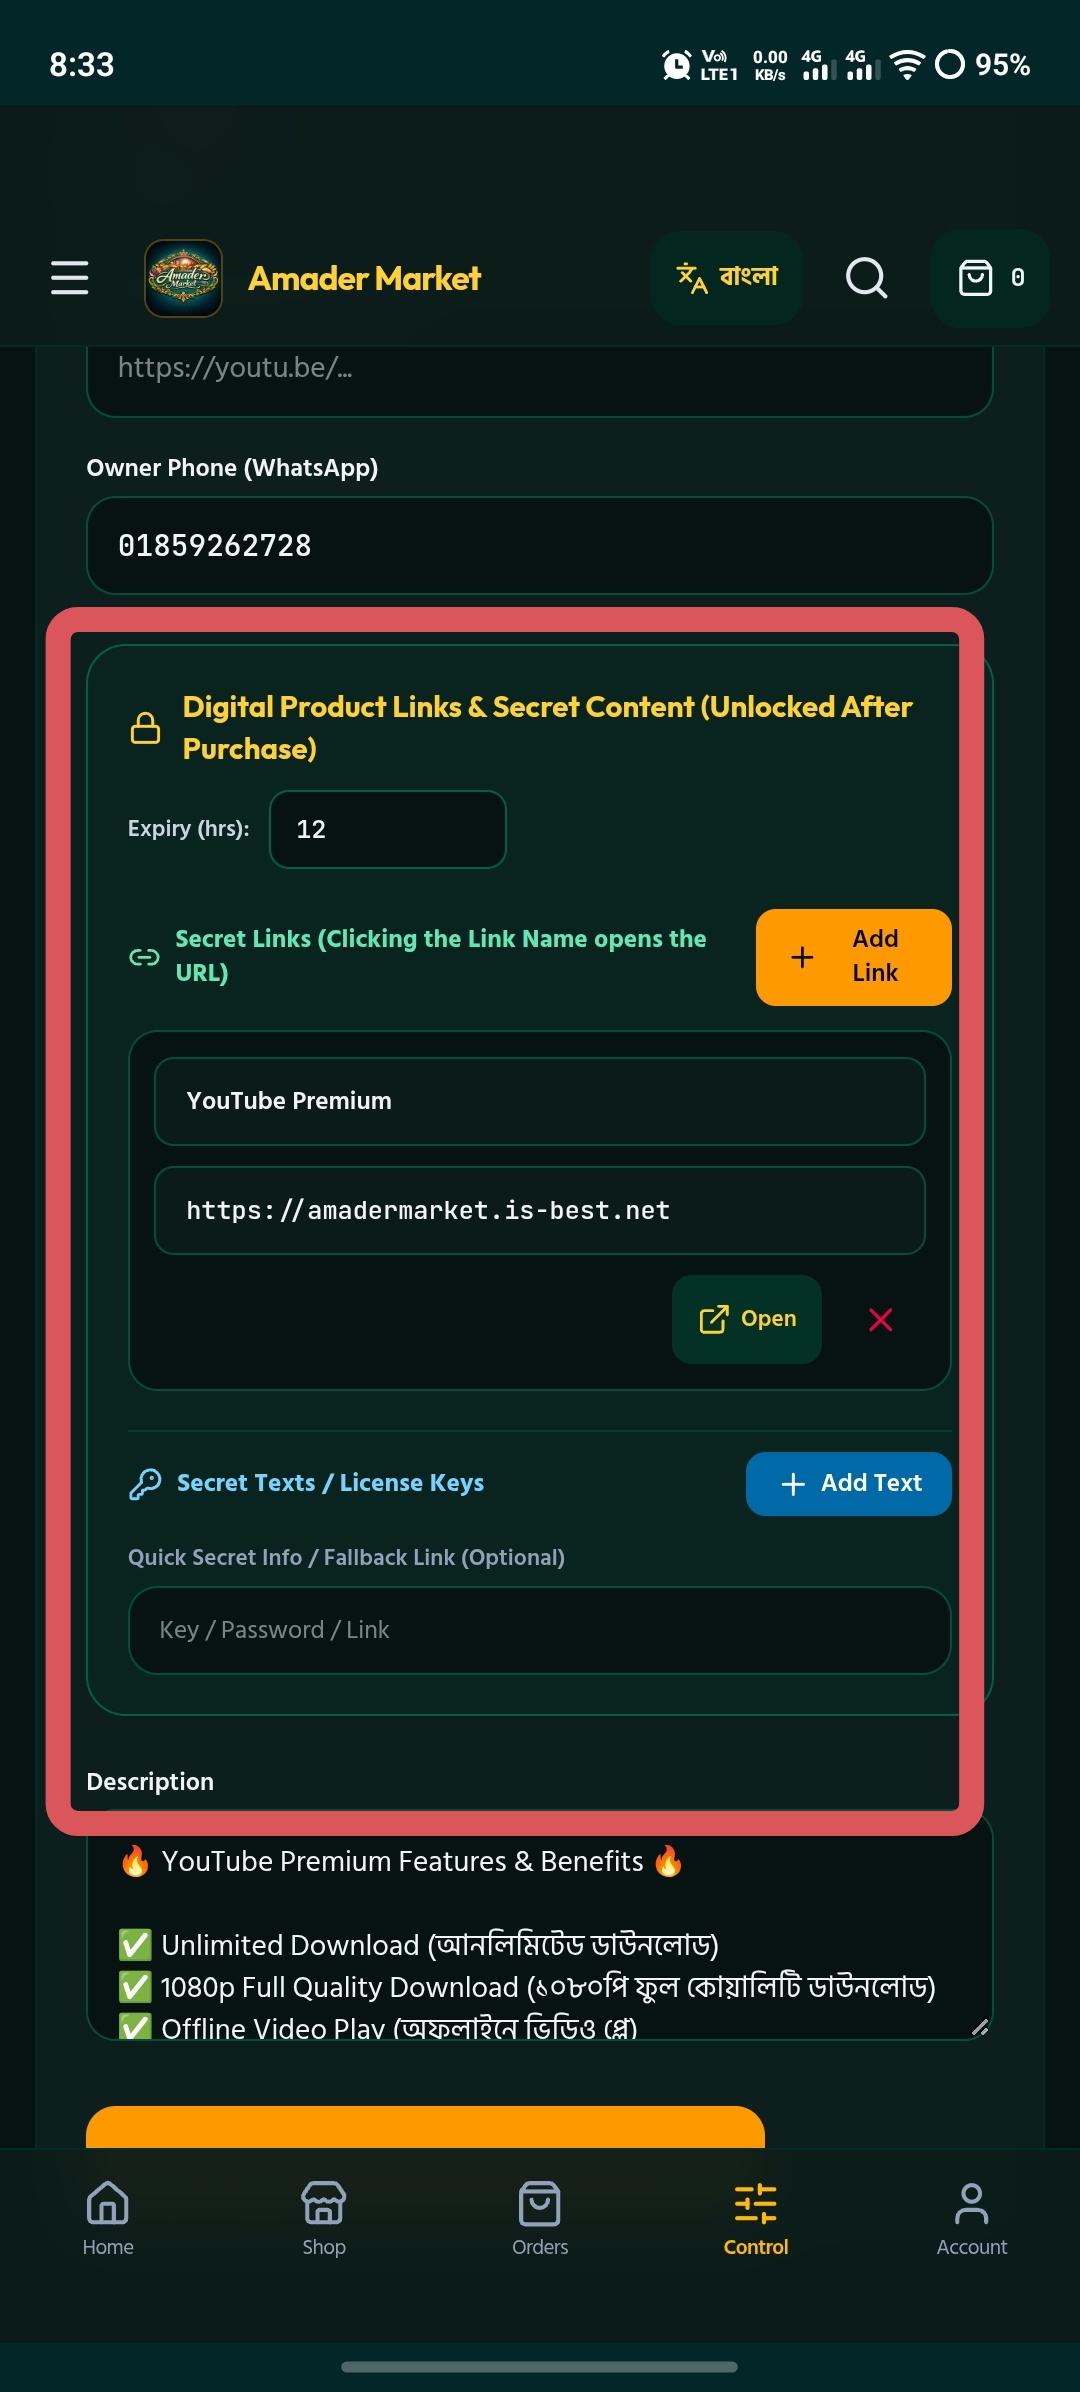 8:33
Vo) LTE1
0.00 KB/s
4G
4G
95%
Amader Market
Amader Market
বাংলা
0
https://youtu.be/...
Owner Phone (WhatsApp)
01859262728
Digital Product Links & Secret Content (Unlocked After
Purchase)
Expiry (hrs):
12
Secret Links (Clicking the Link Name opens the
URL)
Add
Link
YouTube Premium
https://amadermarket.is-best.net
Open
Secret Texts / License Keys
Add Text
Quick Secret Info / Fallback Link (Optional)
Key / Password / Link
Description
🔥 YouTube Premium Features & Benefits 🔥
✅ Unlimited Download (আনলিমিটেড ডাউনলোড)
✅ 1080p Full Quality Download (১০৮০পি ফুল কোয়ালিটি ডাউনলোড)
✅ Offline Video Play (অফলাইনে ভিডিও প্লে)
Home
Shop
Orders
Control
Account